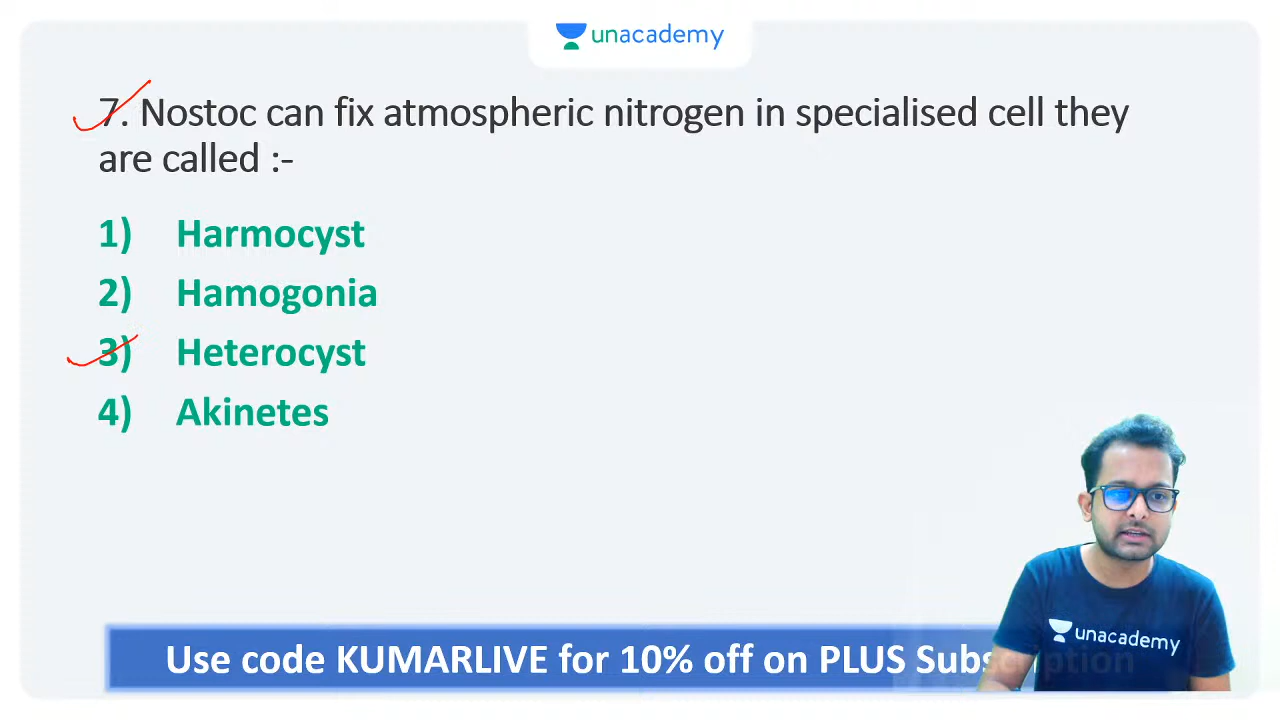 unacademy
7. Nostoc can fix atmospheric nitrogen in specialised cell they
are called :-
1) Harmocyst
2) Hamogonia
3) Heterocyst
4) Akinetes
unacademy
Use code KUMARLIVE for 10% off on PLUS Subscription